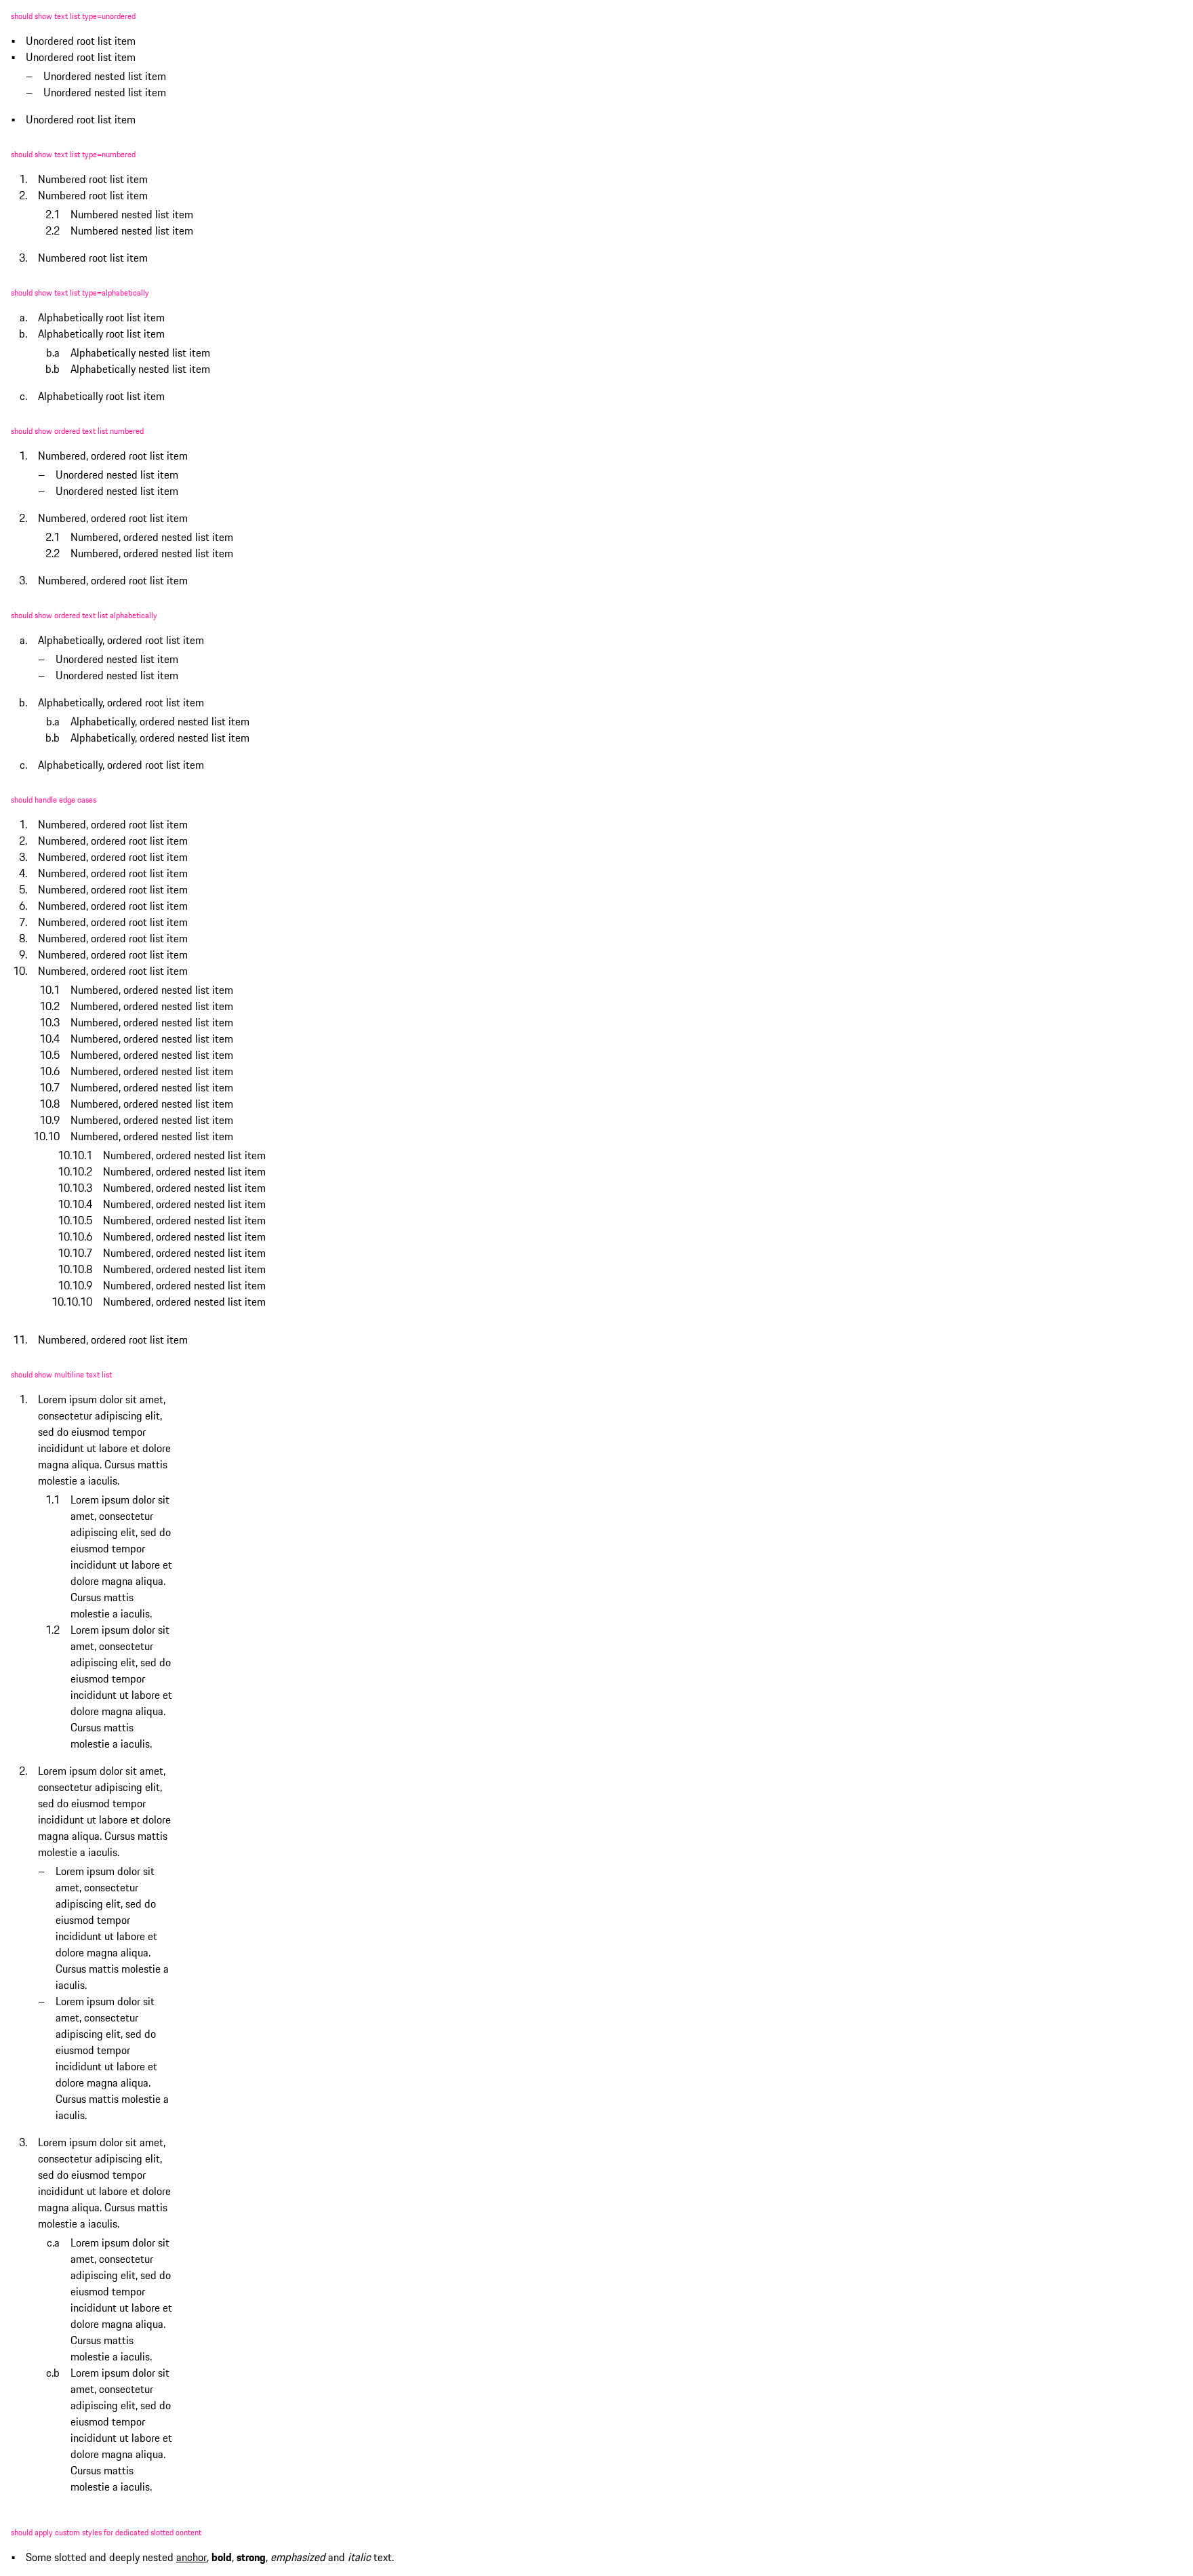 should show text list type=unordered
▪ Unordered root list item
▪ Unordered root list item
– Unordered nested list item
– Unordered nested list item
▪ Unordered root list item
should show text list type=numbered
1. Numbered root list item
2. Numbered root list item
2.1 Numbered nested list item
2.2 Numbered nested list item
3. Numbered root list item
should show text list type=alphabetically
a. Alphabetically root list item
b. Alphabetically root list item
b.a Alphabetically nested list item
b.b Alphabetically nested list item
c. Alphabetically root list item
should show ordered text list numbered
1. Numbered, ordered root list item
– Unordered nested list item
– Unordered nested list item
2. Numbered, ordered root list item
2.1 Numbered, ordered nested list item
2.2 Numbered, ordered nested list item
3. Numbered, ordered root list item
should show ordered text list alphabetically
a. Alphabetically, ordered root list item
– Unordered nested list item
– Unordered nested list item
b. Alphabetically, ordered root list item
b.a Alphabetically, ordered nested list item
b.b Alphabetically, ordered nested list item
c. Alphabetically, ordered root list item
should handle edge cases
1. Numbered, ordered root list item
2. Numbered, ordered root list item
3. Numbered, ordered root list item
4. Numbered, ordered root list item
5. Numbered, ordered root list item
6. Numbered, ordered root list item
7. Numbered, ordered root list item
8. Numbered, ordered root list item
9. Numbered, ordered root list item
10. Numbered, ordered root list item
10.1 Numbered, ordered nested list item
10.2 Numbered, ordered nested list item
10.3 Numbered, ordered nested list item
10.4 Numbered, ordered nested list item
10.5 Numbered, ordered nested list item
10.6 Numbered, ordered nested list item
10.7 Numbered, ordered nested list item
10.8 Numbered, ordered nested list item
10.9 Numbered, ordered nested list item
10.10 Numbered, ordered nested list item
10.10.1 Numbered, ordered nested list item
10.10.2 Numbered, ordered nested list item
10.10.3 Numbered, ordered nested list item
10.10.4 Numbered, ordered nested list item
10.10.5 Numbered, ordered nested list item
10.10.6 Numbered, ordered nested list item
10.10.7 Numbered, ordered nested list item
10.10.8 Numbered, ordered nested list item
10.10.9 Numbered, ordered nested list item
10.10.10 Numbered, ordered nested list item
11. Numbered, ordered root list item
should show multiline text list
1. Lorem ipsum dolor sit amet,
consectetur adipiscing elit,
sed do eiusmod tempor
incididunt ut labore et dolore
magna aliqua. Cursus mattis
molestie a iaculis.
1.1 Lorem ipsum dolor sit
amet, consectetur
adipiscing elit, sed do
eiusmod tempor
incididunt ut labore et
dolore magna aliqua.
Cursus mattis
molestie a iaculis.
1.2 Lorem ipsum dolor sit
amet, consectetur
adipiscing elit, sed do
eiusmod tempor
incididunt ut labore et
dolore magna aliqua.
Cursus mattis
molestie a iaculis.
2. Lorem ipsum dolor sit amet,
consectetur adipiscing elit,
sed do eiusmod tempor
incididunt ut labore et dolore
magna aliqua. Cursus mattis
molestie a iaculis.
– Lorem ipsum dolor sit
amet, consectetur
adipiscing elit, sed do
eiusmod tempor
incididunt ut labore et
dolore magna aliqua.
Cursus mattis molestie a
iaculis.
– Lorem ipsum dolor sit
amet, consectetur
adipiscing elit, sed do
eiusmod tempor
incididunt ut labore et
dolore magna aliqua.
Cursus mattis molestie a
iaculis.
3. Lorem ipsum dolor sit amet,
consectetur adipiscing elit,
sed do eiusmod tempor
incididunt ut labore et dolore
magna aliqua. Cursus mattis
molestie a iaculis.
c.a Lorem ipsum dolor sit
amet, consectetur
adipiscing elit, sed do
eiusmod tempor
incididunt ut labore et
dolore magna aliqua.
Cursus mattis
molestie a iaculis.
c.b Lorem ipsum dolor sit
amet, consectetur
adipiscing elit, sed do
eiusmod tempor
incididunt ut labore et
dolore magna aliqua.
Cursus mattis
molestie a iaculis.
should apply custom styles for dedicated slotted content
▪ Some slotted and deeply nested anchor, bold, strong, emphasized and italic text.